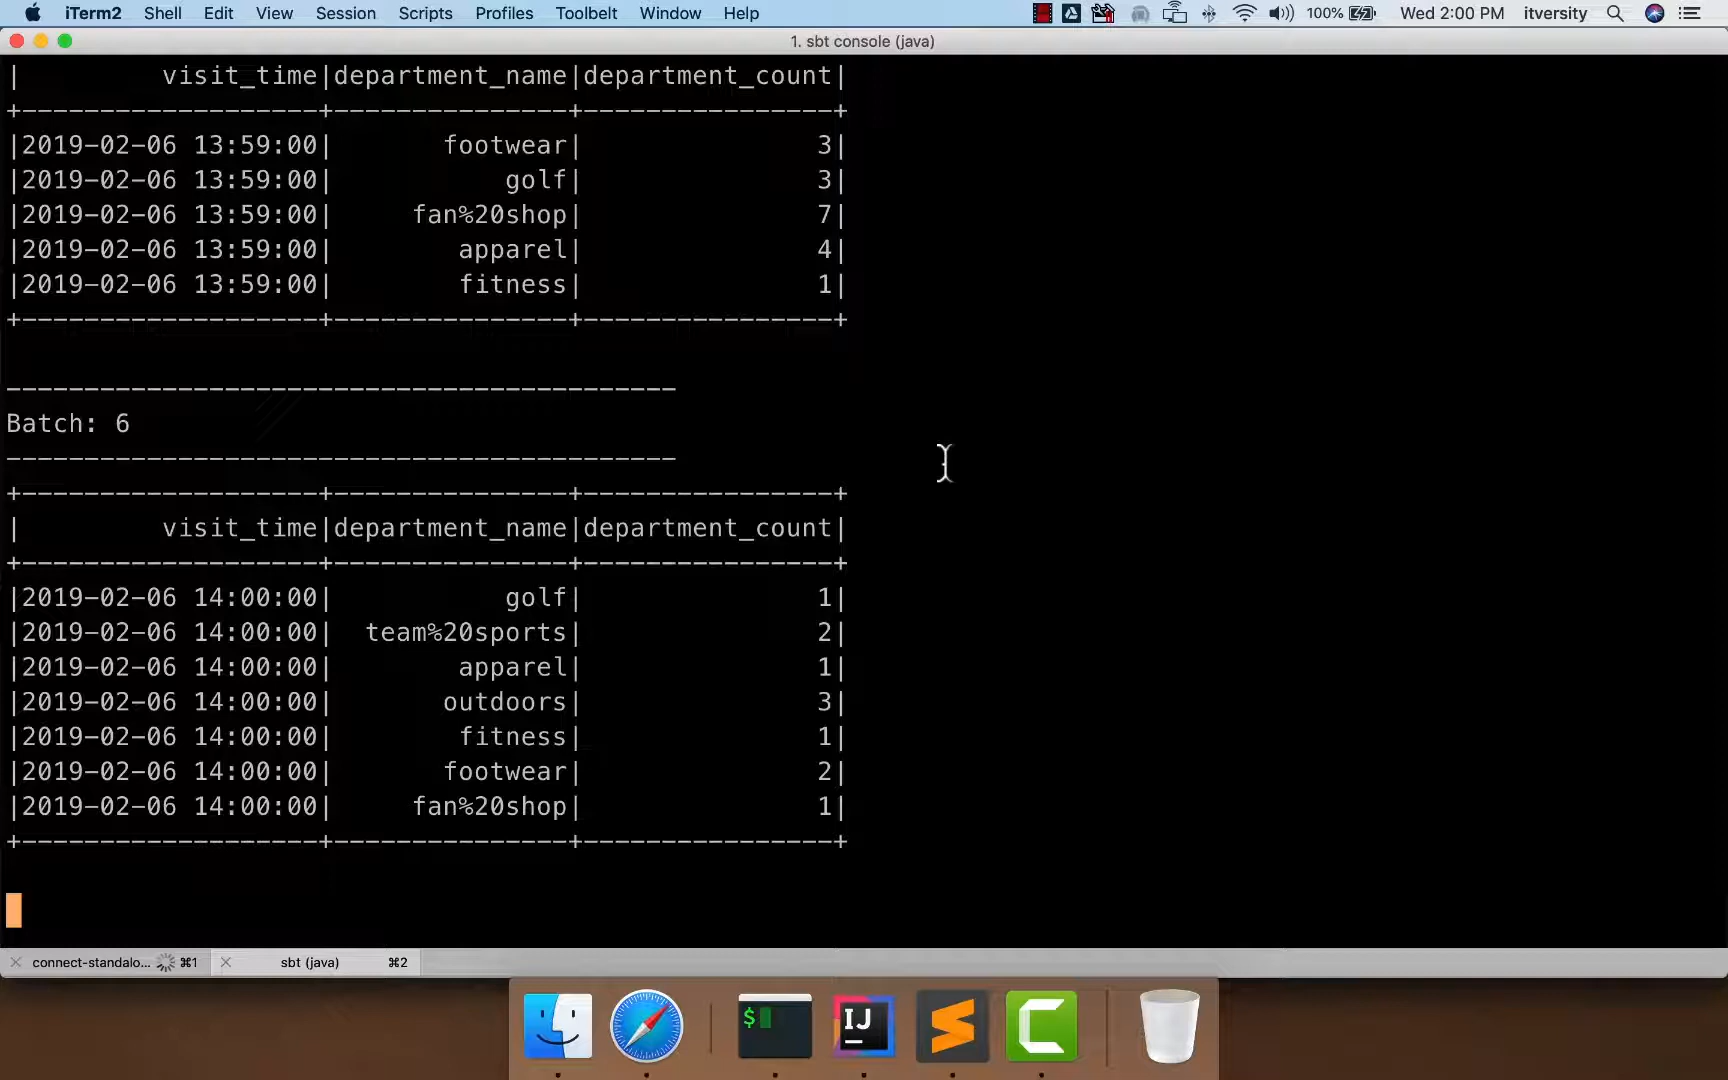 iTerm2 Shell Edit View Session Scripts Profiles Toolbelt Window Help 100% Wed 2:00 PM itversity
1. sbt console (java)
|         visit_time|department_name|department_count|
+-------------------+---------------+----------------+
|2019-02-06 13:59:00|       footwear|               3|
|2019-02-06 13:59:00|           golf|               3|
|2019-02-06 13:59:00|     fan%20shop|               7|
|2019-02-06 13:59:00|        apparel|               4|
|2019-02-06 13:59:00|        fitness|               1|
+-------------------+---------------+----------------+
-------------------------------------------
Batch: 6
-------------------------------------------
+-------------------+---------------+----------------+
|         visit_time|department_name|department_count|
+-------------------+---------------+----------------+
|2019-02-06 14:00:00|           golf|               1|
|2019-02-06 14:00:00|  team%20sports|               2|
|2019-02-06 14:00:00|        apparel|               1|
|2019-02-06 14:00:00|       outdoors|               3|
|2019-02-06 14:00:00|        fitness|               1|
|2019-02-06 14:00:00|       footwear|               2|
|2019-02-06 14:00:00|     fan%20shop|               1|
+-------------------+---------------+----------------+
connect-standalo... ⌘1 sbt (java) ⌘2
$ IJ